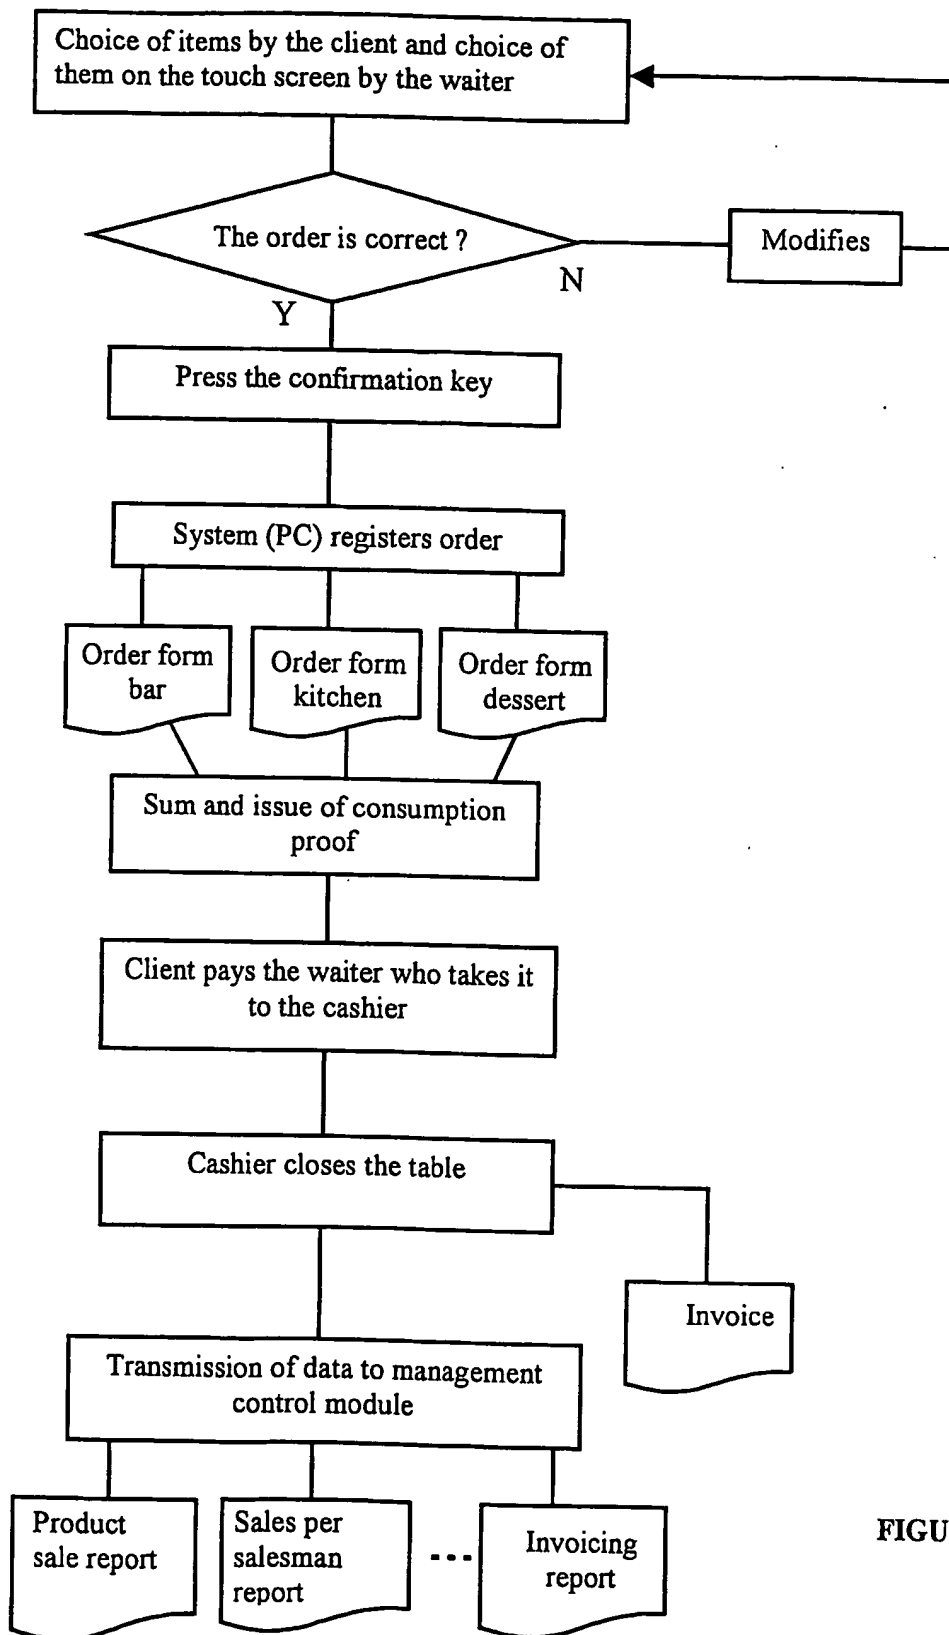 Choice of items by the client and choice of
them on the touch screen by the waiter
The order is correct ?
N
Modifies
Y
Press the confirmation key
System (PC) registers order
Order form
bar
Order form
kitchen
Order form
dessert
Sum and issue of consumption
proof
Client pays the waiter who takes it
to the cashier
Cashier closes the table
Invoice
Transmission of data to management
control module
Product
sale report
Sales per
salesman
report
...
Invoicing
report
FIGU